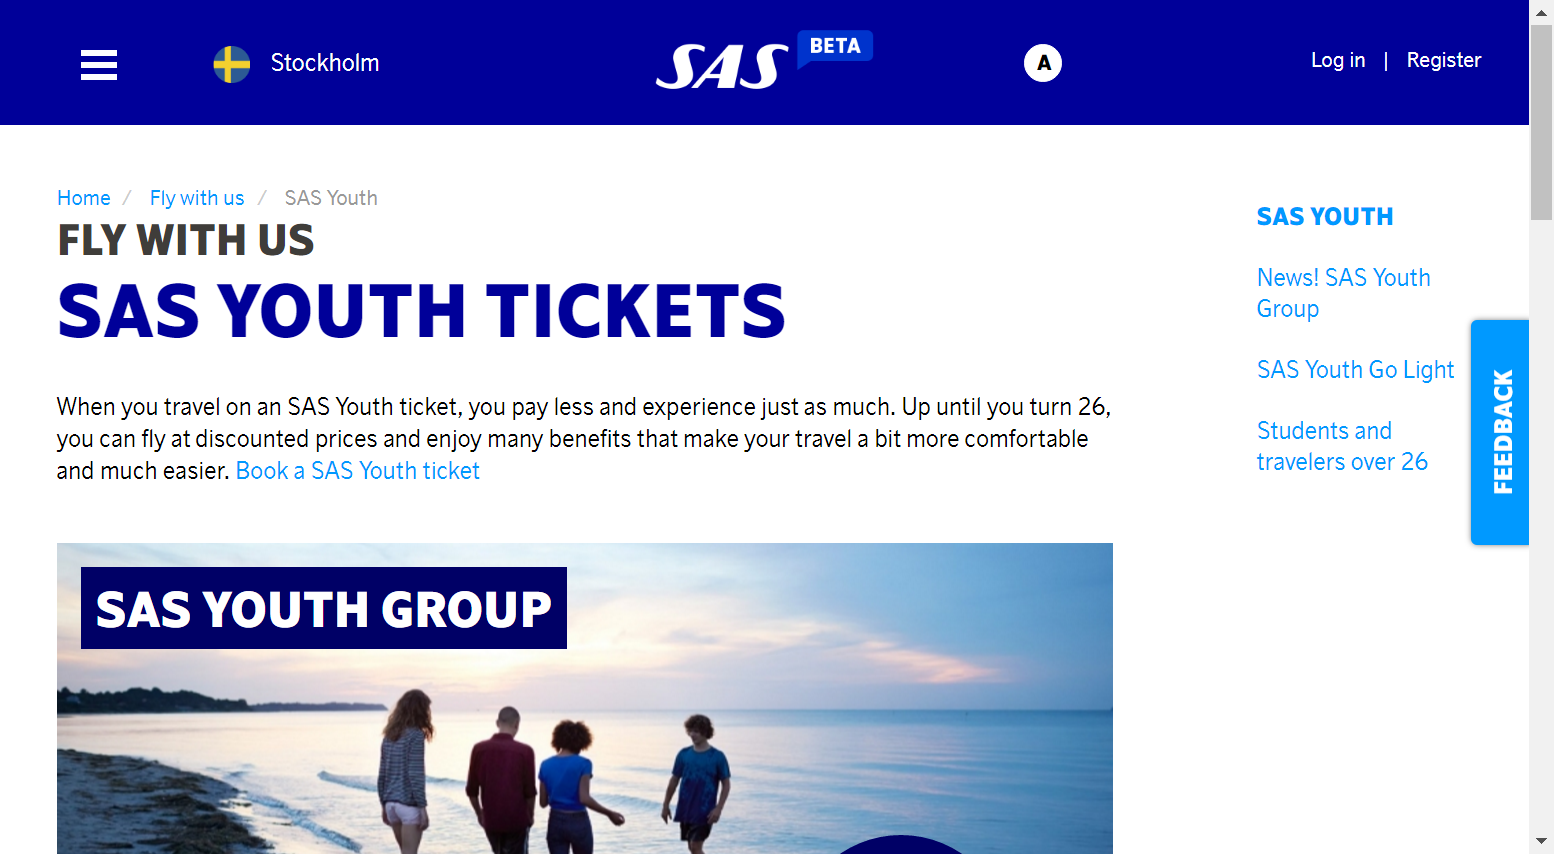 Stockholm
SAS
BETA
A
Log in | Register
Home / Fly with us / SAS Youth
FLY WITH US
SAS YOUTH TICKETS
When you travel on an SAS Youth ticket, you pay less and experience just as much. Up until you turn 26,
you can fly at discounted prices and enjoy many benefits that make your travel a bit more comfortable
and much easier. Book a SAS Youth ticket
SAS YOUTH GROUP
SAS YOUTH
News! SAS Youth
Group
SAS Youth Go Light
Students and
travelers over 26
FEEDBACK